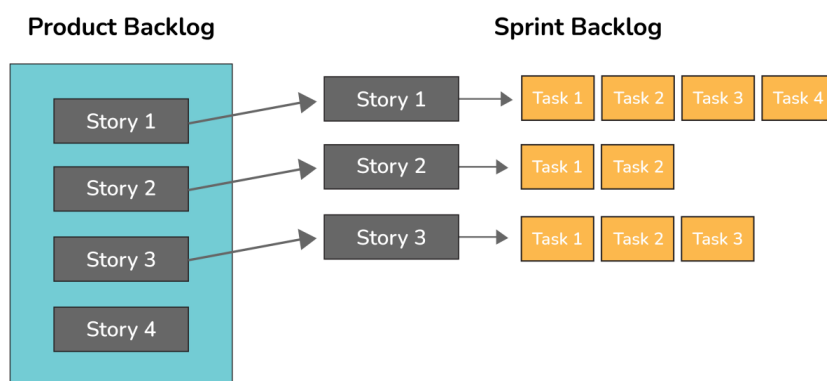 Product Backlog
Sprint Backlog
Story 1
Story 2
Story 3
Story 4
Story 1
Task 1
Task 2
Task 3
Task 4
Story 2
Task 1
Task 2
Story 3
Task 1
Task 2
Task 3